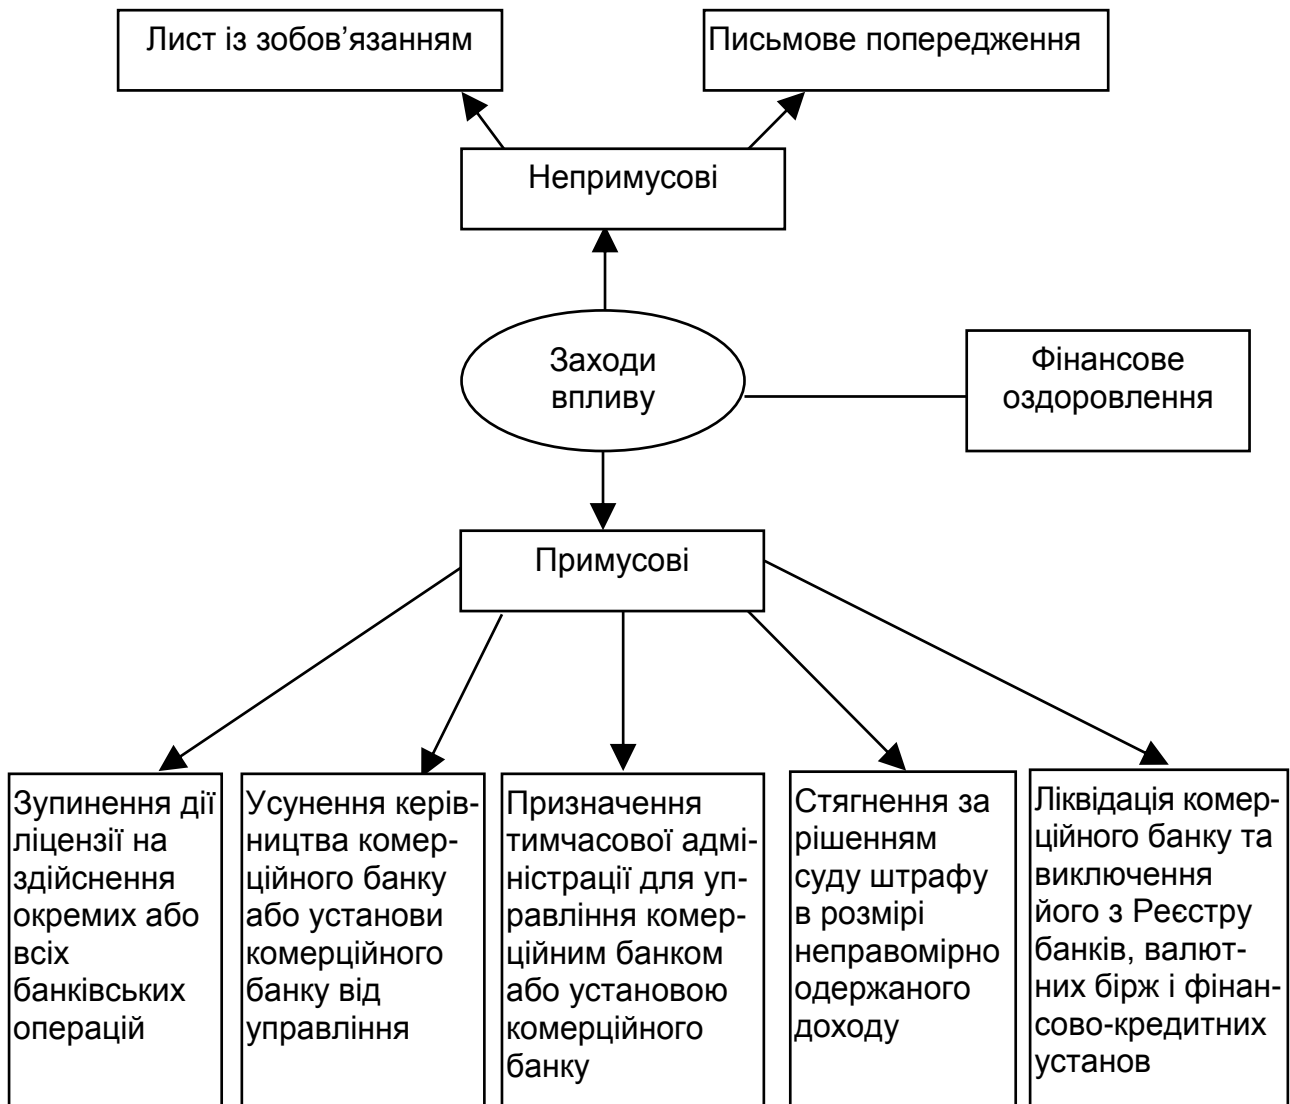 Лист із зобов’язанням
Письмове попередження
Непримусові
Заходи
впливу
Фінансове
оздоровлення
Примусові
Зупинення дії
ліцензії на
здійснення
окремих або
всіх
банківських
операцій
Усунення керів-
ництва комер-
ційного банку
або установи
комерційного
банку від
управління
Призначення
тимчасової адмі-
ністрації для уп-
равління комер-
ційним банком
або установою
комерційного
банку
Стягнення за
рішенням
суду штрафу
в розмірі
неправомірно
одержаного
доходу
Ліквідація комер-
ційного банку та
виключення
його з Реєстру
банків, валют-
них бірж і фінан-
сово-кредитних
установ